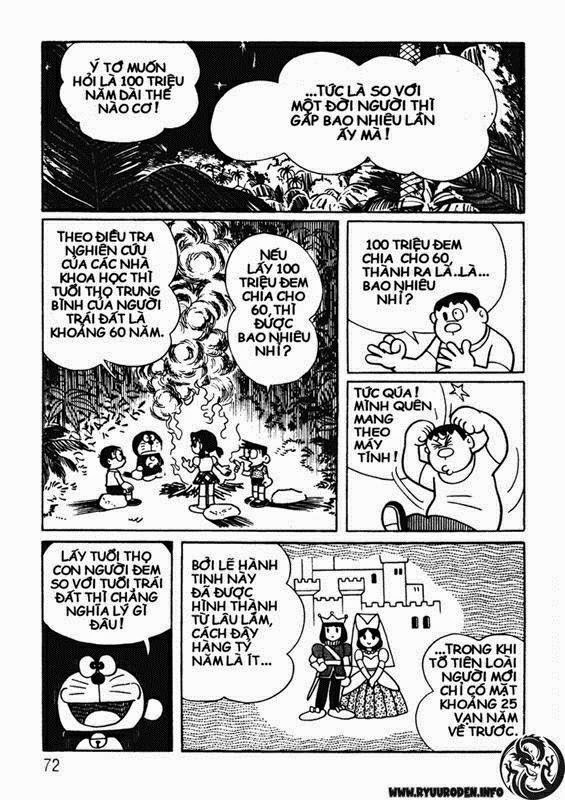 Ý TỚ MUỐN
HỎI LÀ 100 TRIỆU
NĂM DÀI THẾ
NÀO CƠ!
...TỨC LÀ SO VỚI
MỘT ĐỜI NGƯỜI THÌ
GẤP BAO NHIÊU LẦN
ẤY MÀ!
THEO ĐIỀU TRA
NGHIÊN CỨU
CỦA CÁC NHÀ
KHOA HỌC THÌ
TUỔI THỌ TRUNG
BÌNH CỦA NGƯỜI
TRÁI ĐẤT LÀ
KHOẢNG 60 NĂM.
NẾU
LẤY 100
TRIỆU ĐEM
CHIA CHO
60, THÌ
ĐƯỢC
BAO NHIÊU
NHỈ?
100 TRIỆU ĐEM
CHIA CHO 60,
THÀNH RA LÀ..LÀ...
BAO NHIÊU
NHỈ?
TỨC QÚA!
MÌNH QUÊN
MANG
THEO
MÁY
TÍNH!
LẤY TUỔI THỌ
CON NGƯỜI ĐEM
SO VỚI TUỔI TRÁI
ĐẤT THÌ CHẲNG
NGHĨA LÝ GÌ
ĐÂU!
BỞI LẼ HÀNH
TINH NÀY
ĐÃ ĐƯỢC
HÌNH THÀNH
TỪ LÂU LẮM,
CÁCH ĐÂY
HÀNG TỶ
NĂM LÀ ÍT...
...TRONG KHI
TỔ TIÊN LOÀI
NGƯỜI MỚI
CHỈ CÓ MẶT
KHOẢNG 25
VẠN NĂM
VỀ TRƯỚC.
72
WWW.RYUURODEN.INFO